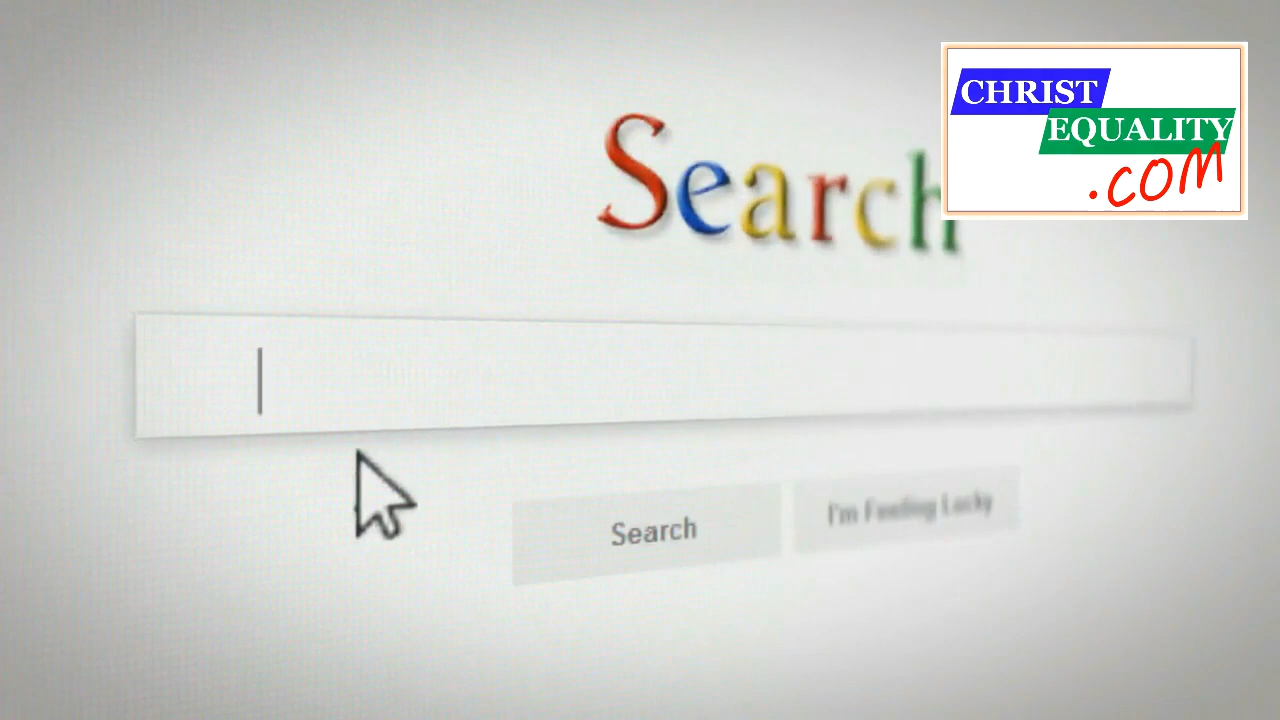 CHRIST
EQUALITY
.COM
Search
Search
I'm Feeling Lucky